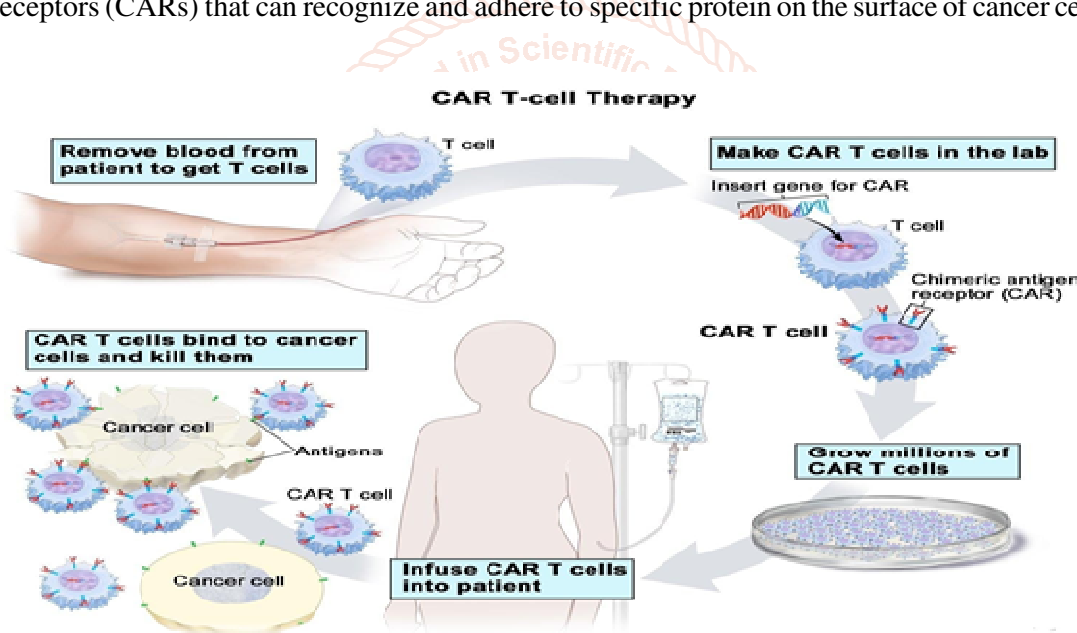 eceptors (CARs) that can recognize and adhere to specific protein on the surface of cancer ce
d in Scientific
CAR T-cell Therapy
Remove blood from
patient to get T cells
T cell
Make CAR T cells in the lab
Insert gene for CAR
T cell
Chimeric antigen
receptor (CAR)
CAR T cell
CAR T cells bind to cancer
cells and kill them
Cancer cell
Antigens
CAR T cell
Grow millions of
CAR T cells
Cancer cell
Infuse CAR T cells
into patient